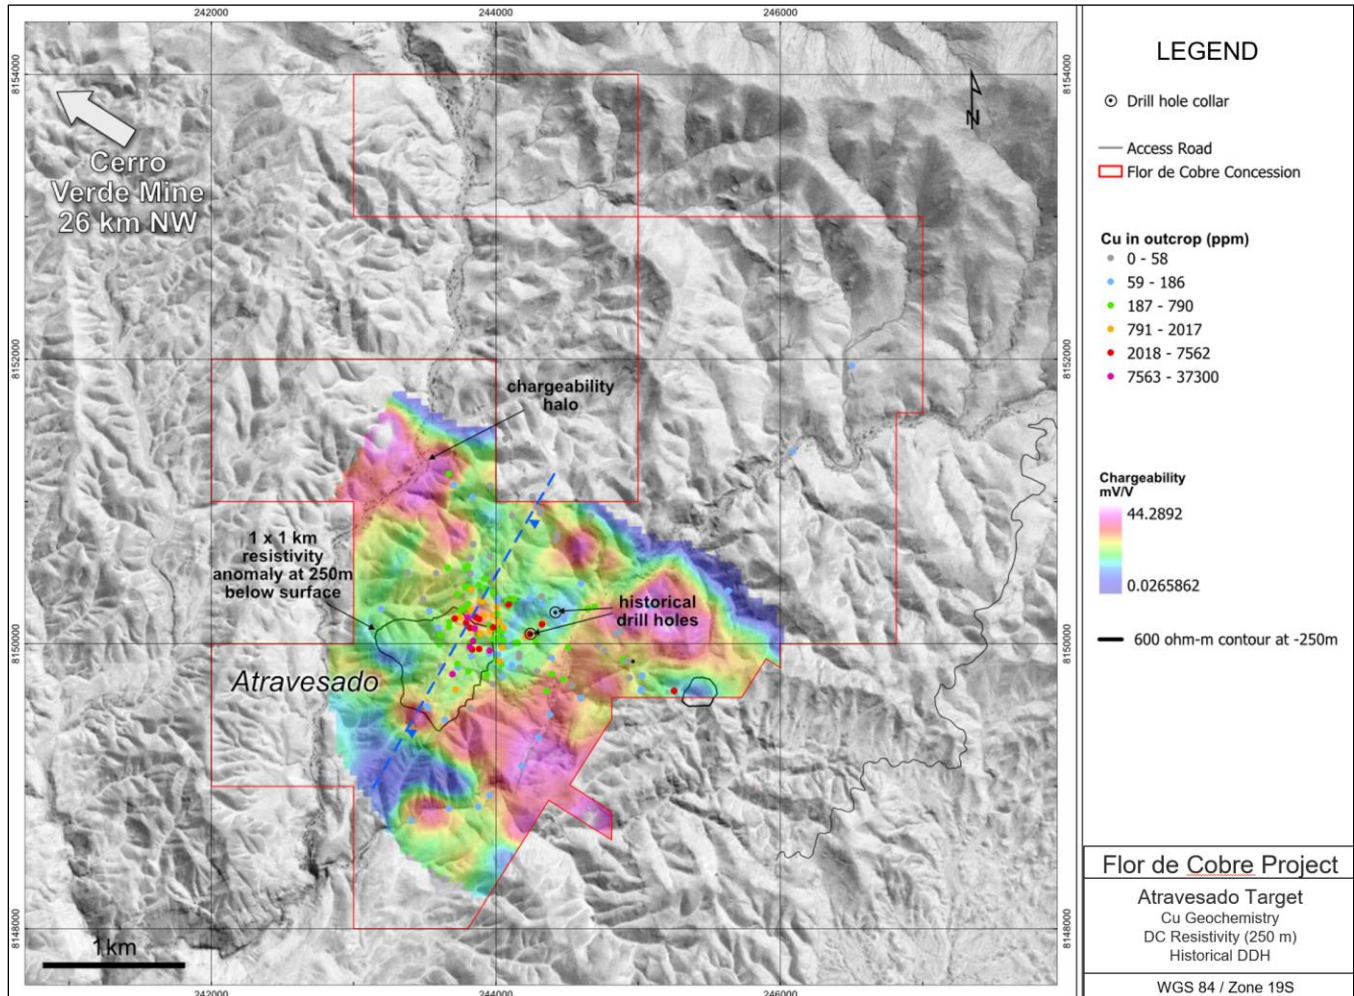 242000
244000
246000
8154000
8154000
Cerro
Verde Mine
26 km NW
N
8152000
8152000
chargeability
halo
1 x 1 km
resistivity
anomaly at 250m
below surface
historical
drill holes
8150000
8150000
Atravesado
8148000
8148000
1km
242000
244000
246000
LEGEND
Drill hole collar
Access Road
Flor de Cobre Concession
Cu in outcrop (ppm)
0 - 58
59 - 186
187 - 790
791 - 2017
2018 - 7562
7563 - 37300
Chargeability
mV/V
44.2892
0.0265862
600 ohm-m contour at -250m
Flor de Cobre Project
Atravesado Target
Cu Geochemistry
DC Resistivity (250 m)
Historical DDH
WGS 84 / Zone 19S